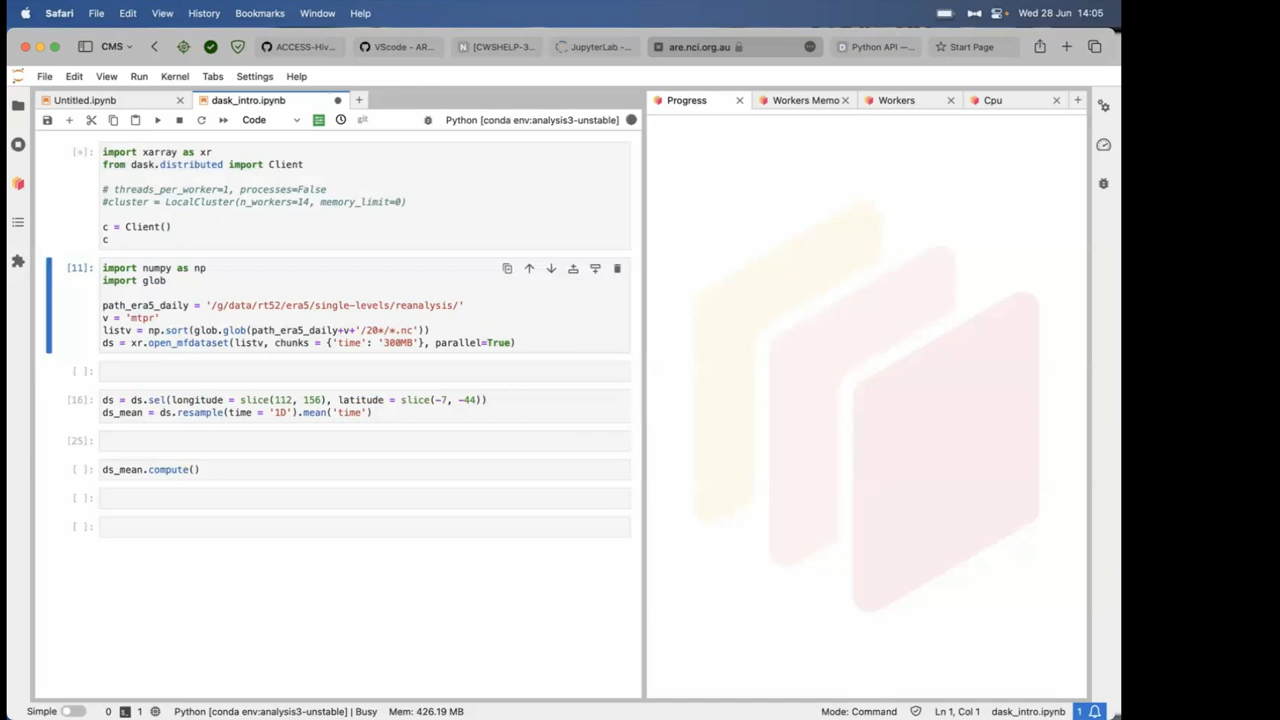 Safari File Edit View History Bookmarks Window Help Wed 28 Jun 14:05
CMS ACCESS-Hiv... VScode - AR... [CWSHELP-3... JupyterLab -... are.nci.org.au Python API —... Start Page
File Edit View Run Kernel Tabs Settings Help
Untitled.ipynb dask_intro.ipynb Progress Workers Memo Workers Cpu
Code git Python [conda env:analysis3-unstable]
import xarray as xr
from dask.distributed import Client
# threads_per_worker=1, processes=False
#cluster = LocalCluster(n_workers=14, memory_limit=0)
c = Client()
c
[11]: import numpy as np
import glob
path_era5_daily = '/g/data/rt52/era5/single-levels/reanalysis/'
v = 'mtpr'
listv = np.sort(glob.glob(path_era5_daily+v+'/20*/*.nc'))
ds = xr.open_mfdataset(listv, chunks = {'time': '300MB'}, parallel=True)
[ ]:
[16]: ds = ds.sel(longitude = slice(112, 156), latitude = slice(-7, -44))
ds_mean = ds.resample(time = '1D').mean('time')
[25]:
[ ]: ds_mean.compute()
[ ]:
[ ]:
Simple 0 1 Python [conda env:analysis3-unstable] | Busy Mem: 426.19 MB Mode: Command Ln 1, Col 1 dask_intro.ipynb 1